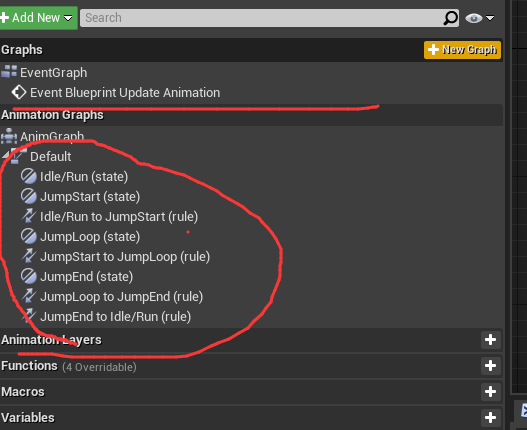 Add New
Search
Graphs
New Graph
EventGraph
Event Blueprint Update Animation
Animation Graphs
AnimGraph
Default
Idle/Run (state)
JumpStart (state)
Idle/Run to JumpStart (rule)
JumpLoop (state)
JumpStart to JumpLoop (rule)
JumpEnd (state)
JumpLoop to JumpEnd (rule)
JumpEnd to Idle/Run (rule)
Animation Layers
Functions (4 Overridable)
Macros
Variables